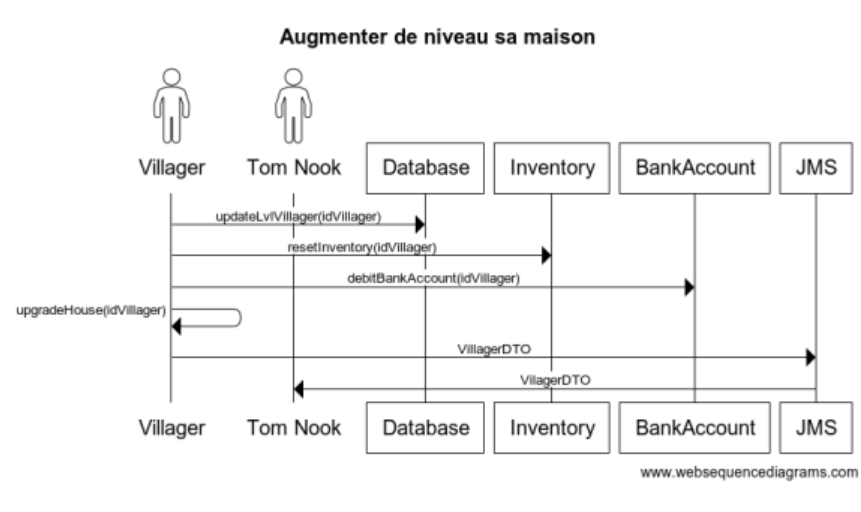 Augmenter de niveau sa maison
Villager Tom Nook Database Inventory BankAccount JMS
updateLvlVillager(idVillager)
resetInventory(idVillager)
debitBankAccount(idVillager)
upgradeHouse(idVillager)
VillagerDTO
VilagerDTO
Villager Tom Nook Database Inventory BankAccount JMS
www.websequencediagrams.com